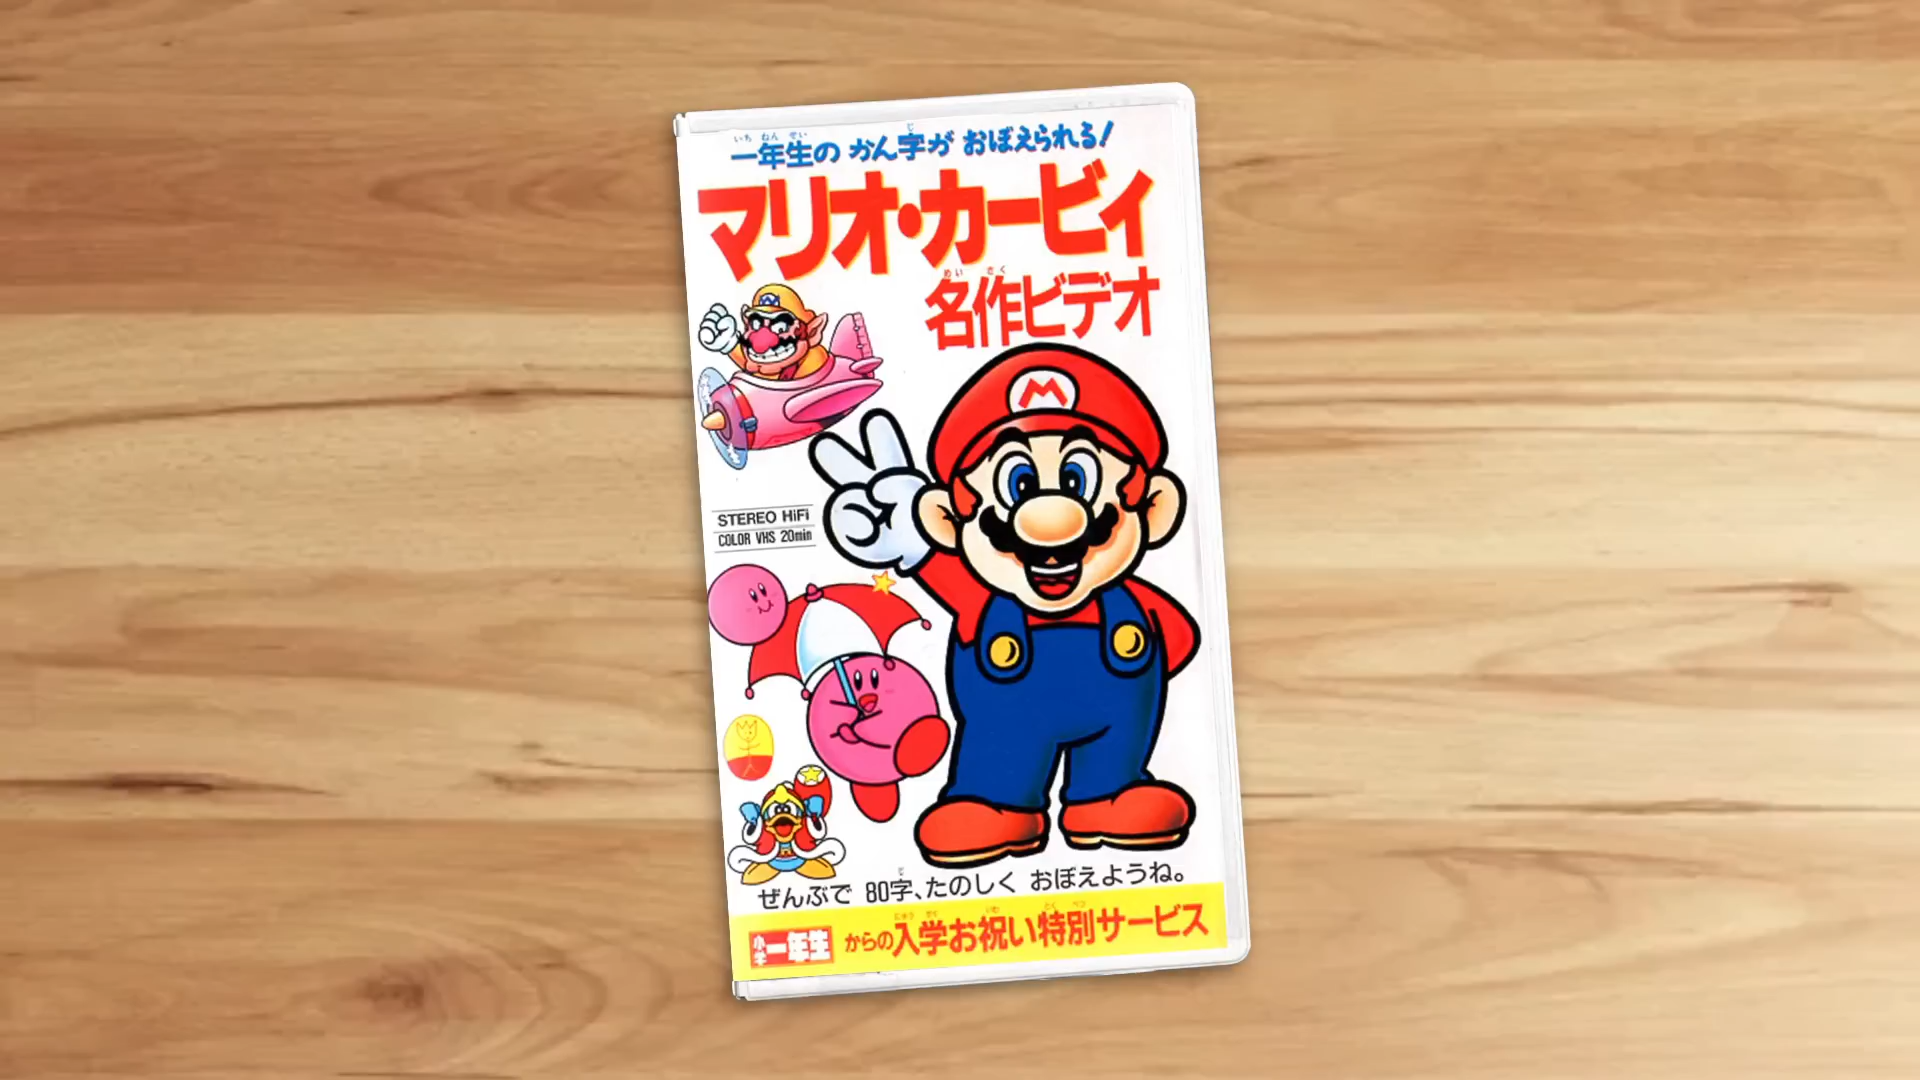 一年生の かん字が おぼえられる!
マリオ・カービィ
名作ビデオ
STEREO HiFi
COLOR VHS 20min
ぜんぶで 80字、たのしく おぼえようね。
小学一年生 からの入学お祝い特別サービス